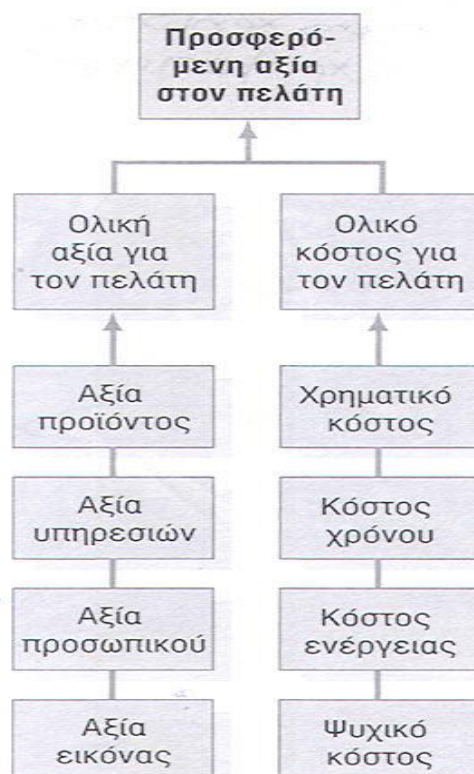 Προσφερό-
μενη αξία
στον πελάτη
Ολική
αξία για
τον πελάτη
Ολικό
κόστος για
τον πελάτη
Αξία
προϊόντος
Χρηματικό
κόστος
Αξία
υπηρεσιών
Κόστος
χρόνου
Αξία
προσωπικού
Κόστος
ενέργειας
Αξία
εικόνας
Ψυχικό
κόστος